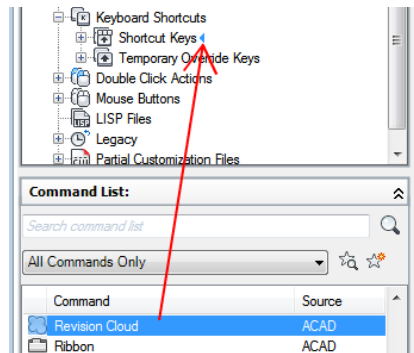 Keyboard Shortcuts
Shortcut Keys
Temporary Override Keys
Double Click Actions
Mouse Buttons
LISP Files
Legacy
Partial Customization Files
Command List:
Search command list
All Commands Only
Command Source
Revision Cloud ACAD
Ribbon ACAD